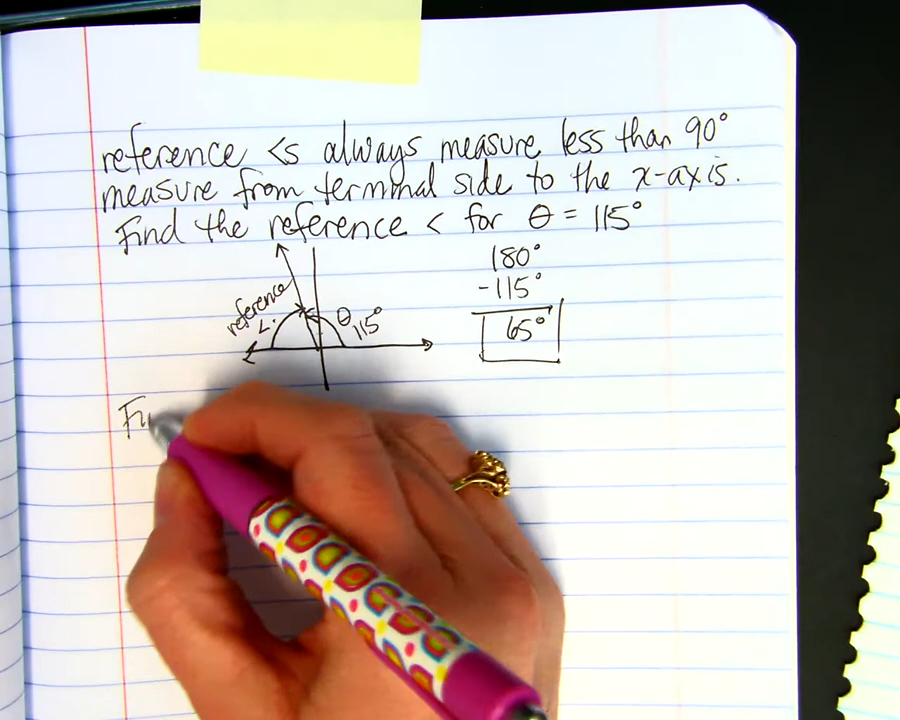 reference <s always measure less than 90°
measure from terminal side to the x-axis.
Find the reference < for θ = 115°
180°
-115°
65°
reference
<.
θ
115°
Fi